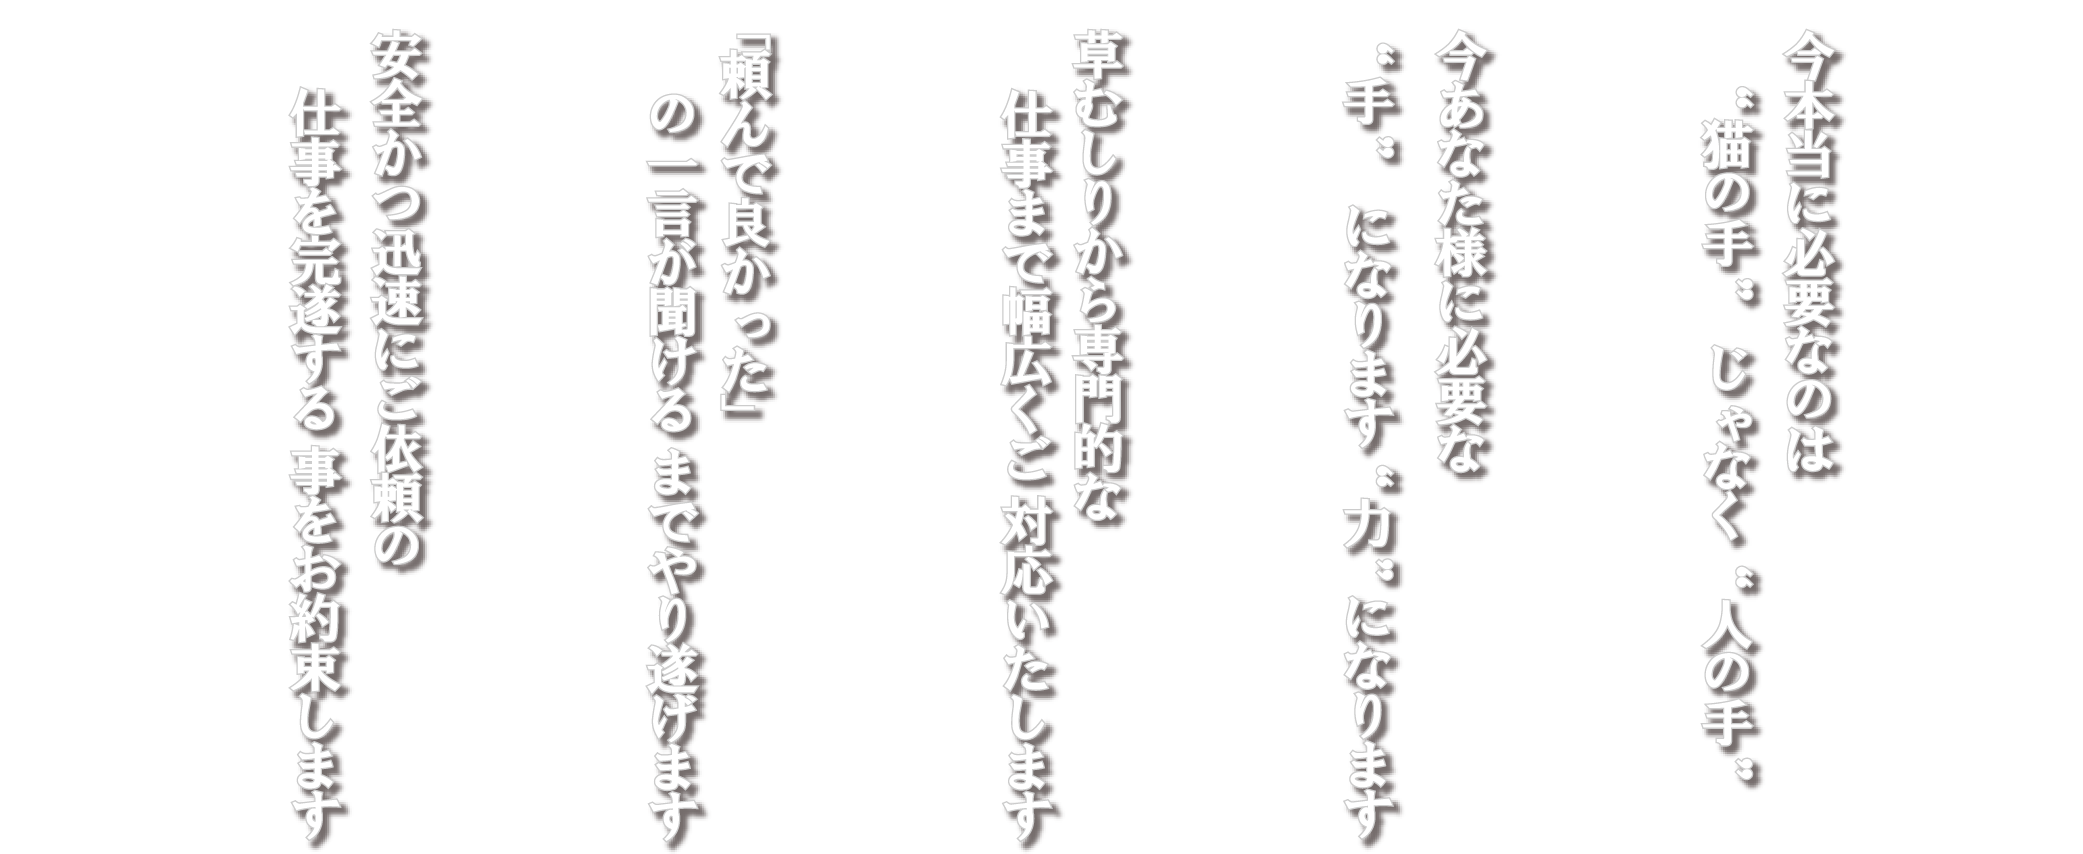 今本当に必要なのは
“猫の手” じゃなく“人の手”
今あなた様に必要な
“手” になります“力”になります
草むしりから専門的な
仕事まで幅広くご 対応いたします
「頼んで良かった」
の一言が聞ける までやり遂げます
安全かつ迅速にご依頼の
仕事を完遂する 事をお約束します